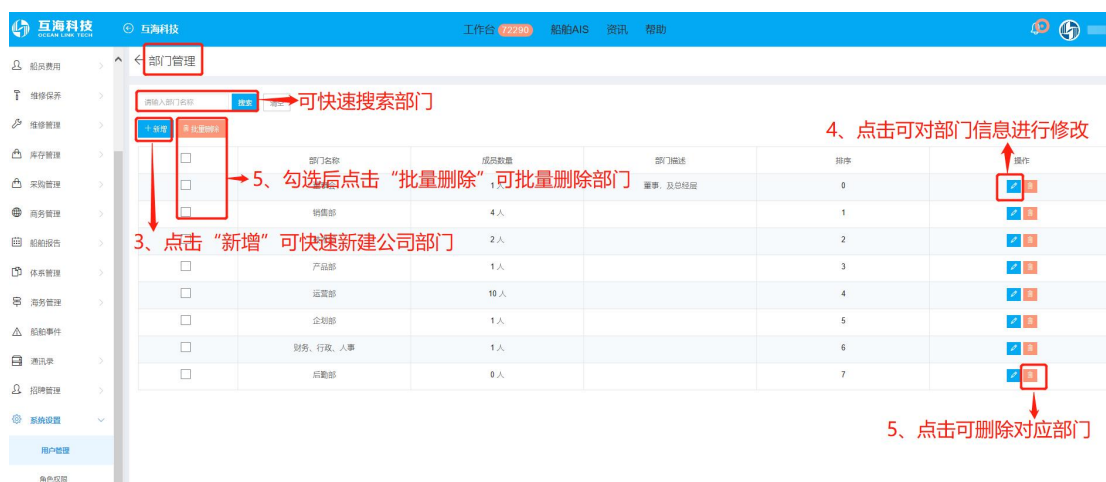 互海科技
OCEAN LINK TECH
互海科技
工作台 72290 船舶AIS 资讯 帮助
船员费用
维修保养
维修管理
库存管理
采购管理
商务管理
船舶报告
体系管理
海务管理
船舶事件
通讯录
招聘管理
系统设置
用户管理
角色权限
部门管理
请输入部门名称 搜索
可快速搜索部门
+新增 批量删除
4、点击可对部门信息进行修改
部门名称 成员数量 部门描述 排序 操作
1人 董事、及总经层 0
5、勾选后点击“批量删除”可批量删除部门
销售部 4人 1
2人 2
3、点击“新增”可快速新建公司部门
产品部 1人 3
运营部 10人 4
企划部 1人 5
财务、行政、人事 1人 6
后勤部 0人 7
5、点击可删除对应部门